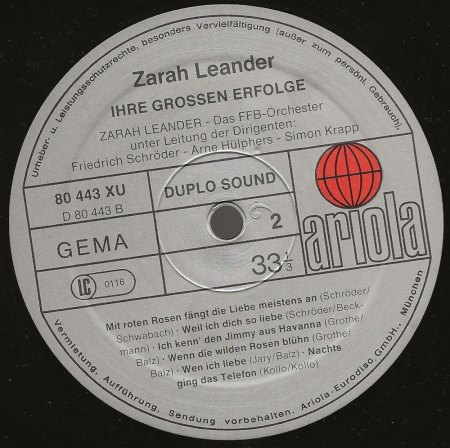 Urheber- u. Leistungsschutzrechte, besonders Vervielfältigung (außer zum persönl. Gebrauch),
Zarah Leander
IHRE GROSSEN ERFOLGE
ZARAH LEANDER - Das FFB-Orchester
unter Leitung der Dirigenten:
Friedrich Schröder - Arne Hülphers - Simon Krapp
80 443 XU
D 80 443 B
DUPLO SOUND
GEMA
2
LC 0116
33 1/3
ariola
Mit roten Rosen fängt die Liebe meistens an (Schröder/
Schwabach) · Weil ich dich so liebe (Schröder/Beck-
mann) · Ich kenn' den Jimmy aus Havanna (Grothe/
Balz) · Wenn die wilden Rosen blühn (Grothe/
Balz) · Wen ich liebe (Jary/Balz) · Nachts
ging das Telefon (Kollo/Kollo)
Vermietung, Aufführung, Sendung vorbehalten. Ariola-Eurodisc GmbH., München